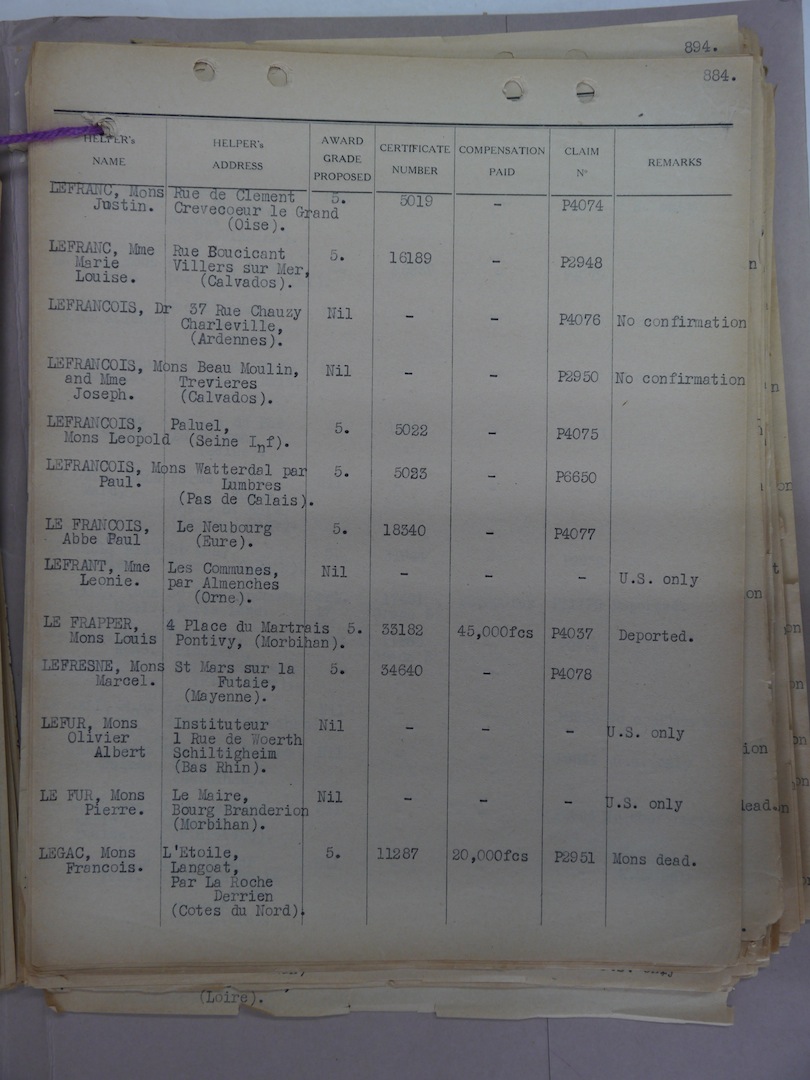 894.
884.
HELPER's NAME | HELPER's ADDRESS | AWARD GRADE PROPOSED | CERTIFICATE NUMBER | COMPENSATION PAID | CLAIM N° | REMARKS
LEFRANC, Mons Rue de Clement 5. 5019 - P4074
Justin. Crevecoeur le Grand
(Oise).
LEFRANC, Mme Rue Boucicant 5. 16189 - P2948
Marie Villers sur Mer,
Louise. (Calvados).
LEFRANCOIS, Dr 37 Rue Chauzy Nil - - P4076 No confirmation
Charleville,
(Ardennes).
LEFRANCOIS, Mons Beau Moulin, Nil - - P2950 No confirmation
and Mme Trevieres
Joseph. (Calvados).
LEFRANCOIS, Paluel, 5. 5022 - P4075
Mons Leopold (Seine Inf).
LEFRANCOIS, Mons Watterdal par 5. 5023 - P6650
Paul. Lumbres
(Pas de Calais).
LE FRANCOIS, Le Neubourg 5. 18340 - P4077
Abbe Paul (Eure).
LEFRANT, Mme Les Communes, Nil - - - U.S. only
Leonie. par Almenches
(Orne).
LE FRAPPER, 4 Place du Martrais 5. 33182 45,000fcs P4037 Deported.
Mons Louis Pontivy, (Morbihan).
LEFRESNE, Mons St Mars sur la 5. 34640 - P4078
Marcel. Futaie,
(Mayenne).
LEFUR, Mons Instituteur Nil - - - U.S. only
Olivier 1 Rue de Woerth
Albert Schiltigheim
(Bas Rhin).
LE FUR, Mons Le Maire, Nil - - - U.S. only
Pierre. Bourg Branderion
(Morbihan).
LEGAC, Mons L'Etoile, 5. 11287 20,000fcs P2951 Mons dead.
Francois. Langoat,
Par La Roche
Derrien
(Cotes du Nord).
(Loire).